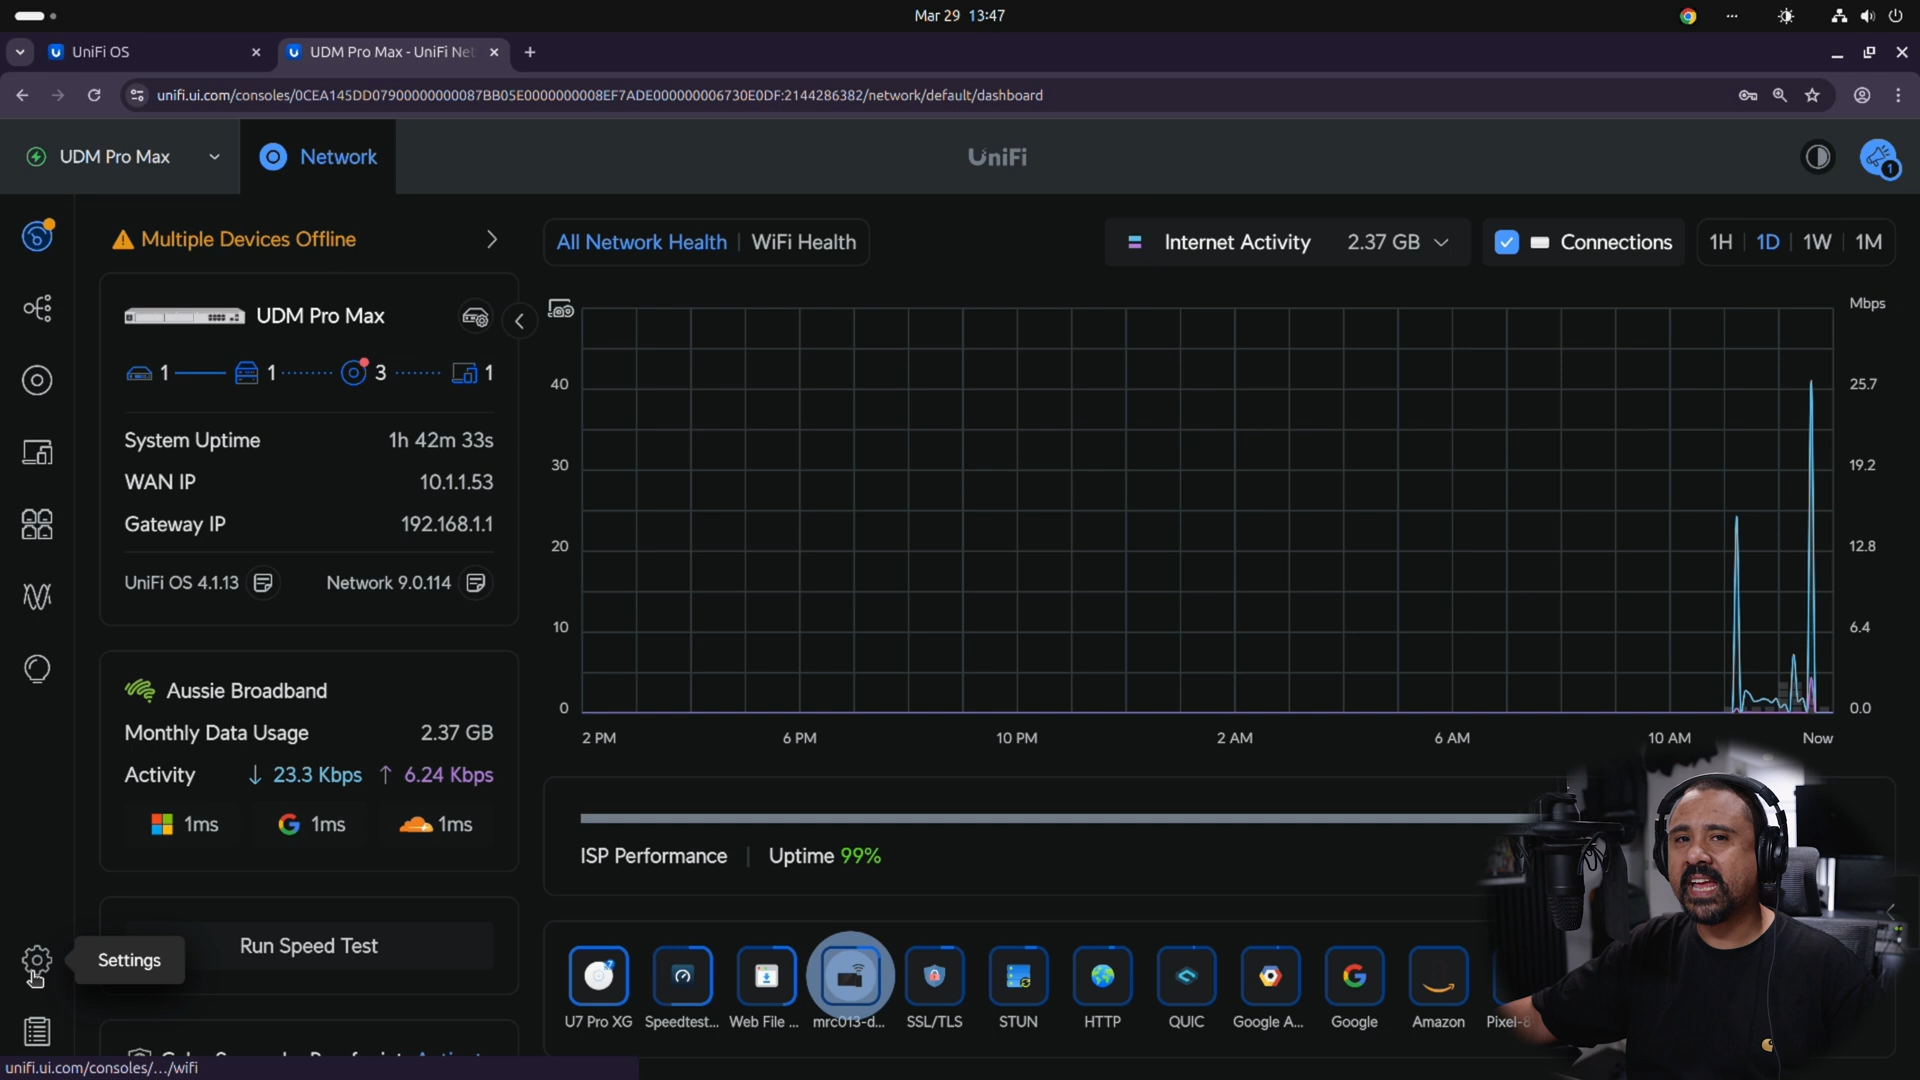 Mar 29 13:47
UniFi OS
UDM Pro Max - UniFi Net
unifi.ui.com/consoles/0CEA145DD07900000000087BB05E0000000008EF7ADE000000006730E0DF:2144286382/network/default/dashboard
UDM Pro Max
Network
UniFi
1
Multiple Devices Offline
All Network Health
WiFi Health
Internet Activity 2.37 GB
Connections
1H 1D 1W 1M
UDM Pro Max
1 1 3 1
System Uptime 1h 42m 33s
WAN IP 10.1.1.53
Gateway IP 192.168.1.1
UniFi OS 4.1.13
Network 9.0.114
Mbps
40 25.7
30 19.2
20 12.8
10 6.4
0 0.0
2 PM 6 PM 10 PM 2 AM 6 AM 10 AM Now
Aussie Broadband
Monthly Data Usage 2.37 GB
Activity ↓ 23.3 Kbps ↑ 6.24 Kbps
1ms 1ms 1ms
ISP Performance | Uptime 99%
Run Speed Test
Settings
U7 Pro XG Speedtest... Web File ... mrc013-d... SSL/TLS STUN HTTP QUIC Google A... Google Amazon Pixel-8
unifi.ui.com/consoles/.../wifi